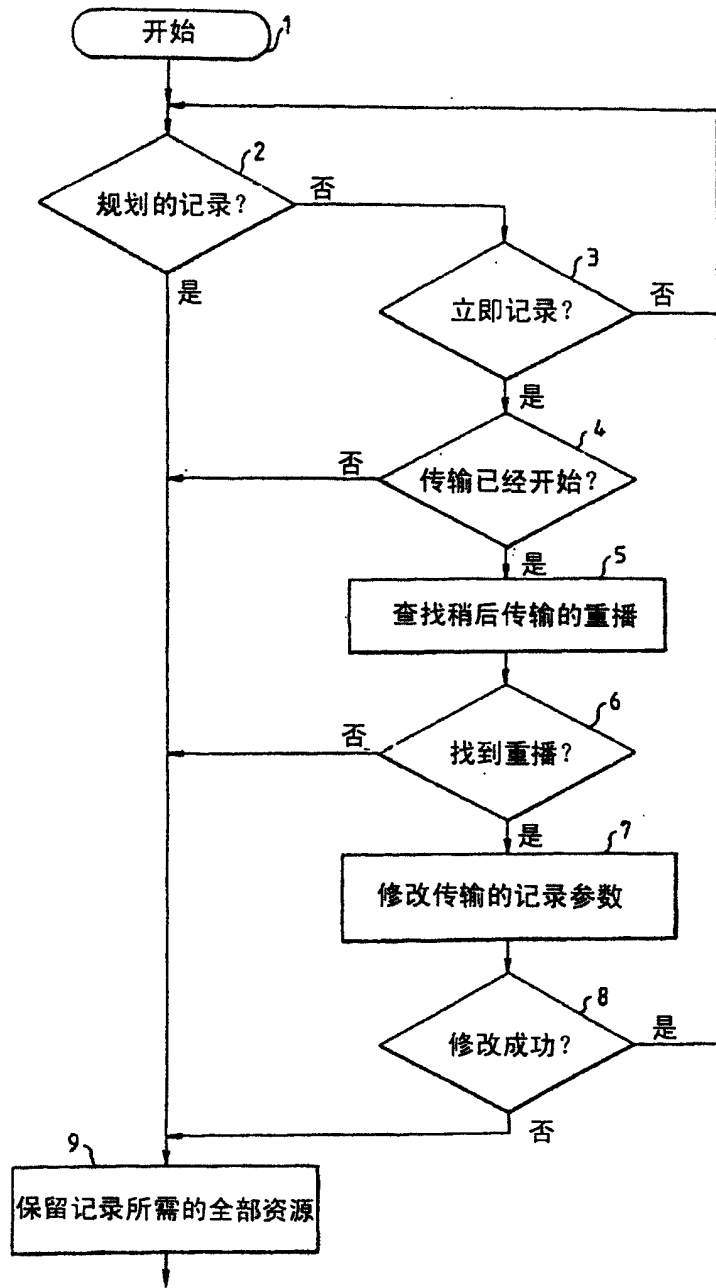 开始
1
2
规划的记录?
否
是
3
立即记录?
否
是
4
传输已经开始?
否
是
5
查找稍后传输的重播
6
找到重播?
否
是
7
修改传输的记录参数
8
修改成功?
是
否
9
保留记录所需的全部资源